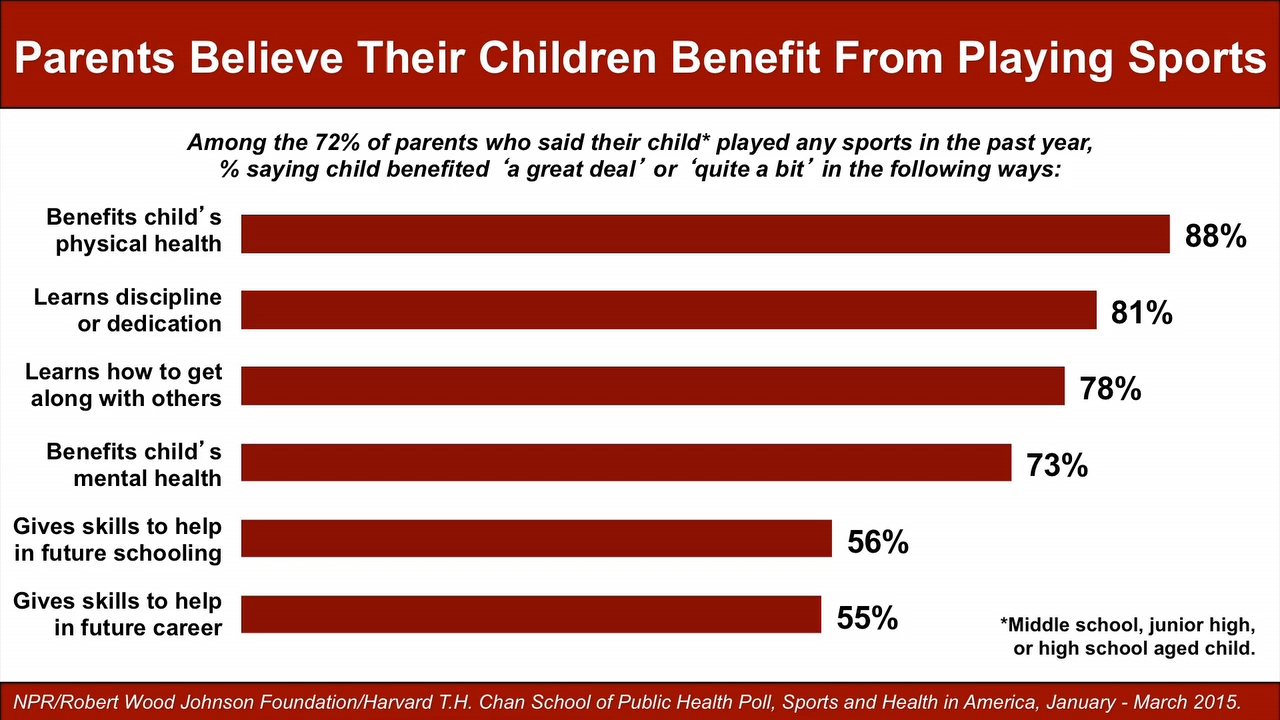 Parents Believe Their Children Benefit From Playing Sports
Among the 72% of parents who said their child* played any sports in the past year,
% saying child benefited ‘a great deal’ or ‘quite a bit’ in the following ways:
Benefits child’s
physical health
88%
Learns discipline
or dedication
81%
Learns how to get
along with others
78%
Benefits child’s
mental health
73%
Gives skills to help
in future schooling
56%
Gives skills to help
in future career
55%
*Middle school, junior high,
or high school aged child.
NPR/Robert Wood Johnson Foundation/Harvard T.H. Chan School of Public Health Poll, Sports and Health in America, January - March 2015.